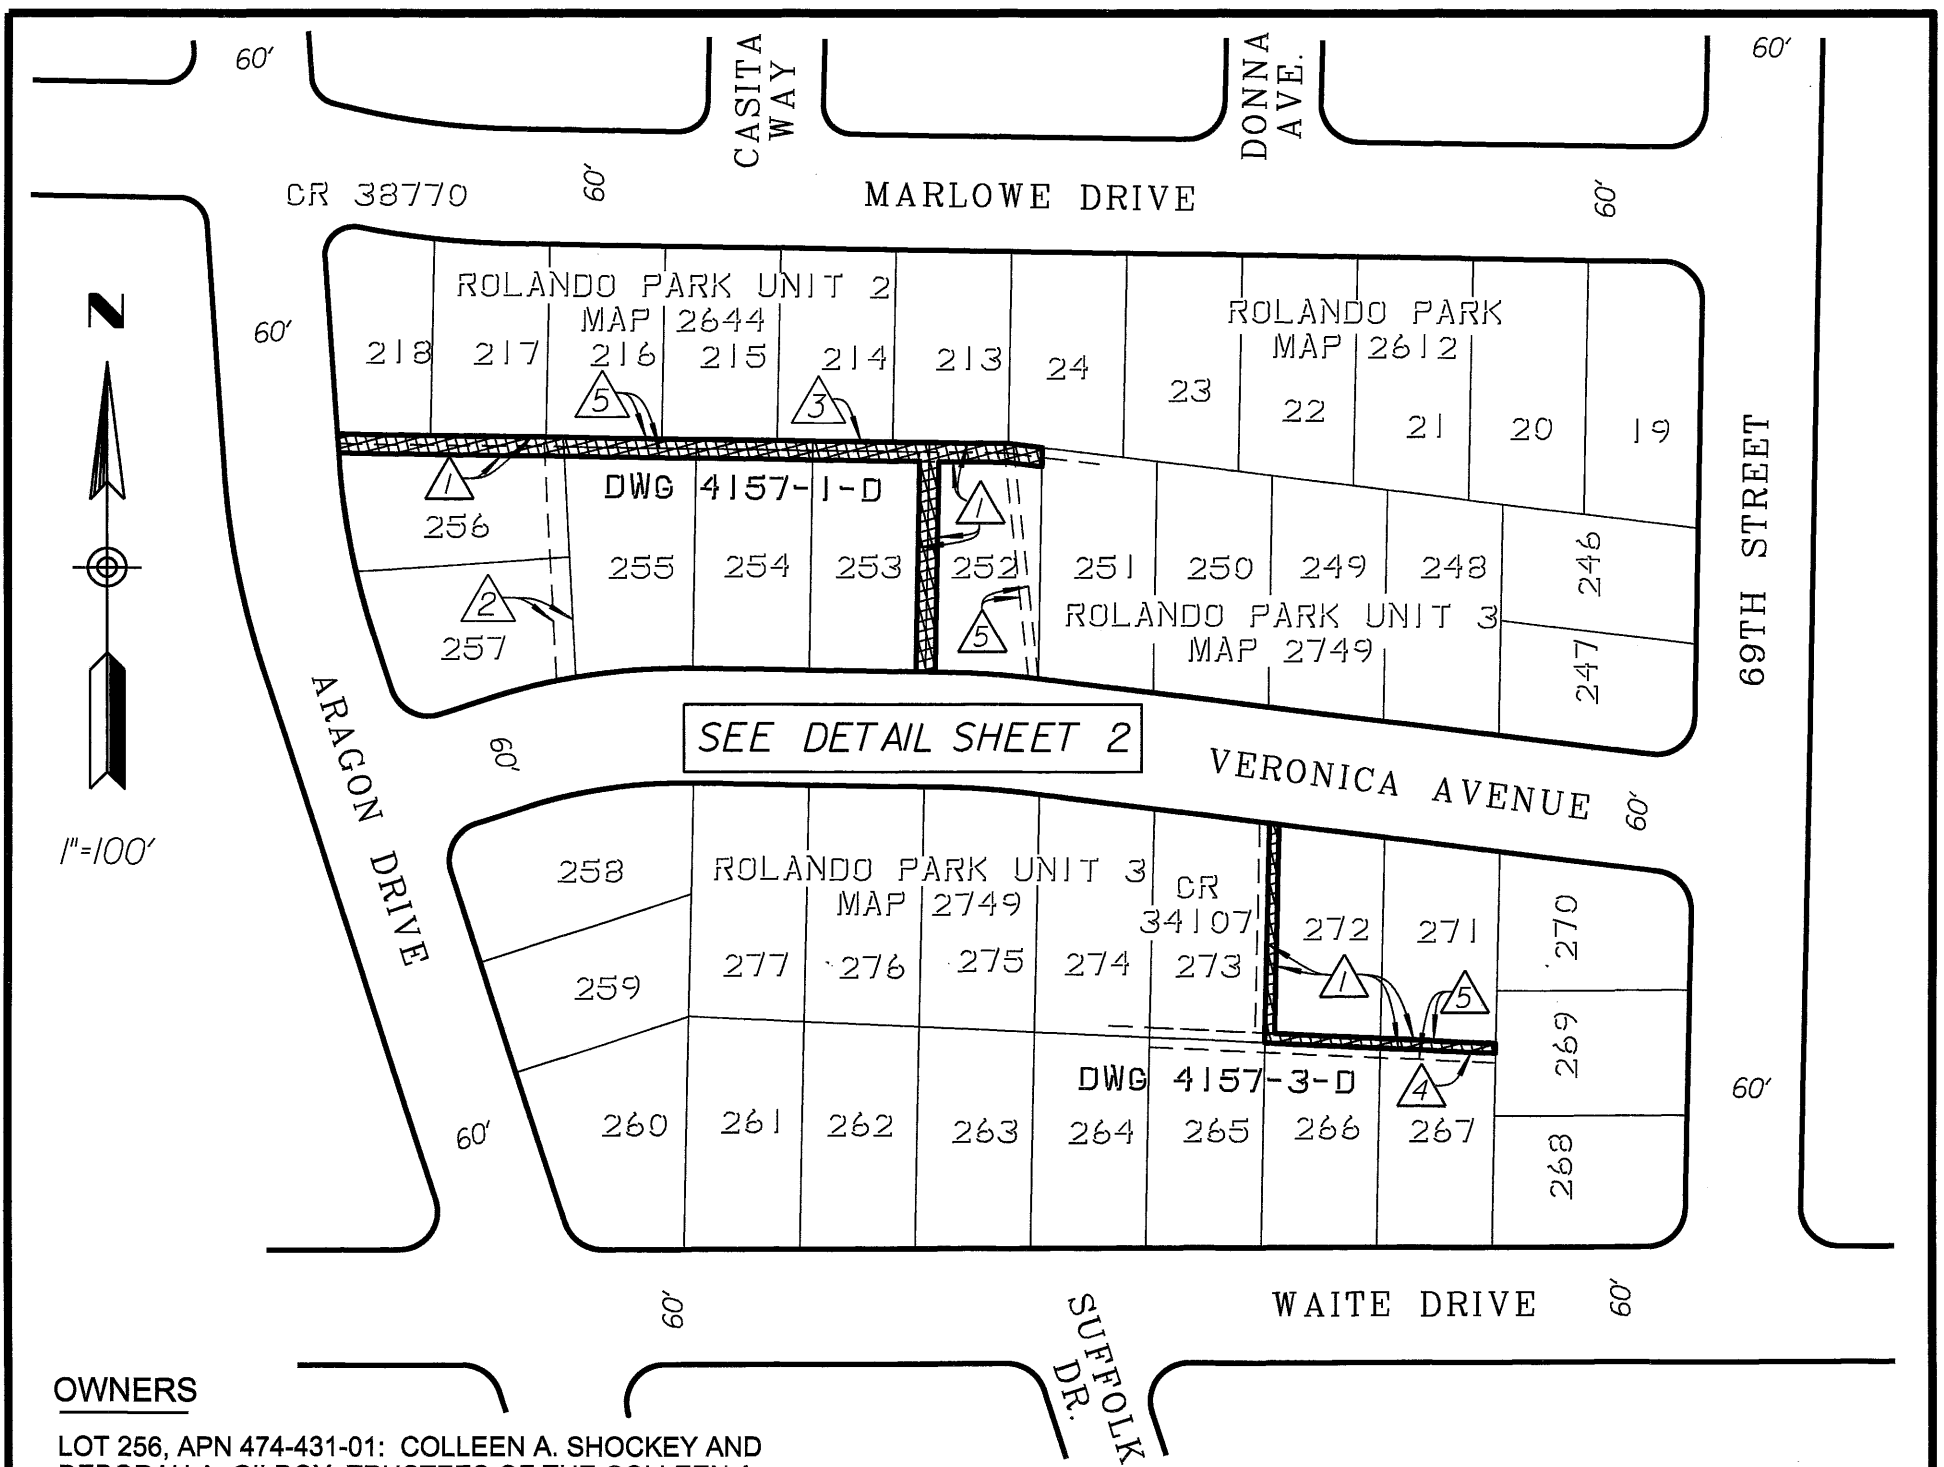 60'
CASITA
WAY
DONNA
AVE.
60'
CR 38770
60'
MARLOWE DRIVE
60'
N
60'
ROLANDO PARK UNIT 2
MAP 2644
ROLANDO PARK
MAP 2612
218
217
216
215
214
213
24
23
22
21
20
19
5
3
1
DWG 4157-1-D
1
256
255
254
253
252
251
250
249
248
246
2
5
257
ROLANDO PARK UNIT 3
MAP 2749
247
69TH STREET
ARAGON DRIVE
60'
SEE DETAIL SHEET 2
VERONICA AVENUE
60'
1"=100'
258
ROLANDO PARK UNIT 3
MAP 2749
CR
34107
272
271
270
259
277
276
275
274
273
1
5
269
DWG 4157-3-D
4
60'
60'
260
261
262
263
264
265
266
267
268
60'
SUFFOLK
DR.
WAITE DRIVE
60'
OWNERS
LOT 256, APN 474-431-01: COLLEEN A. SHOCKEY AND